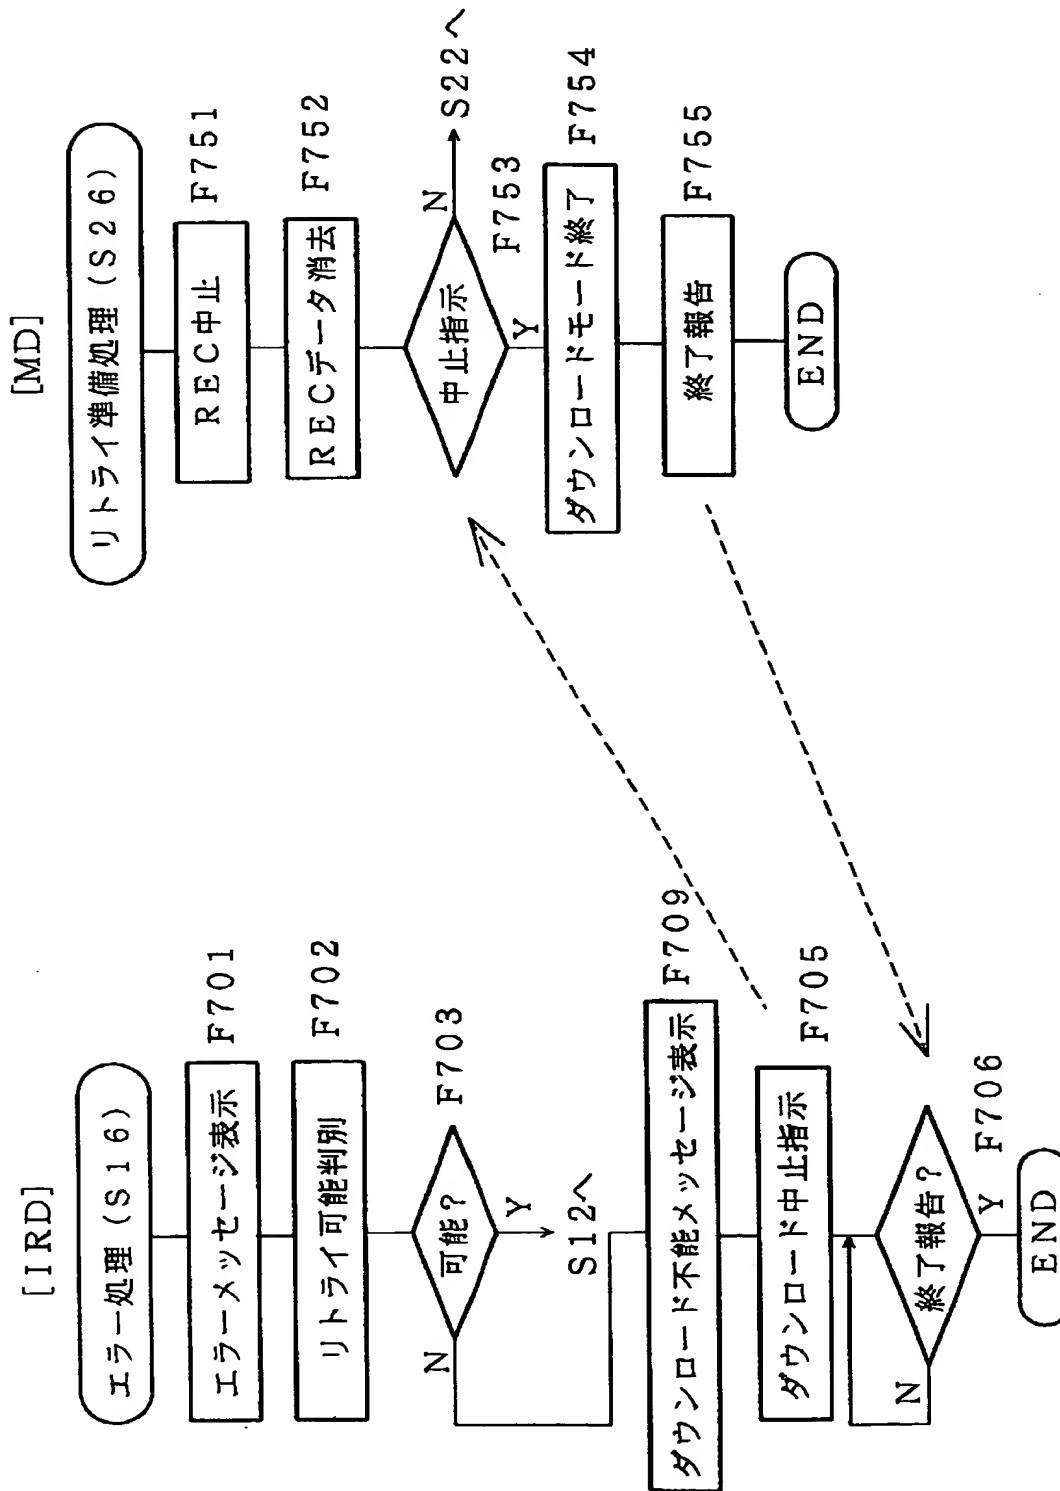 [IRD]
エラー処理(S16)
エラーメッセージ表示
F701
リトライ可能判別
F702
可能?
F703
N
Y
S12へ
ダウンロード不能メッセージ表示
F709
ダウンロード中止指示
F705
終了報告?
F706
N
Y
END
[MD]
リトライ準備処理(S26)
REC中止
F751
RECデータ消去
F752
中止指示
F753
N
S22へ
Y
ダウンロードモード終了
F754
終了報告
F755
END